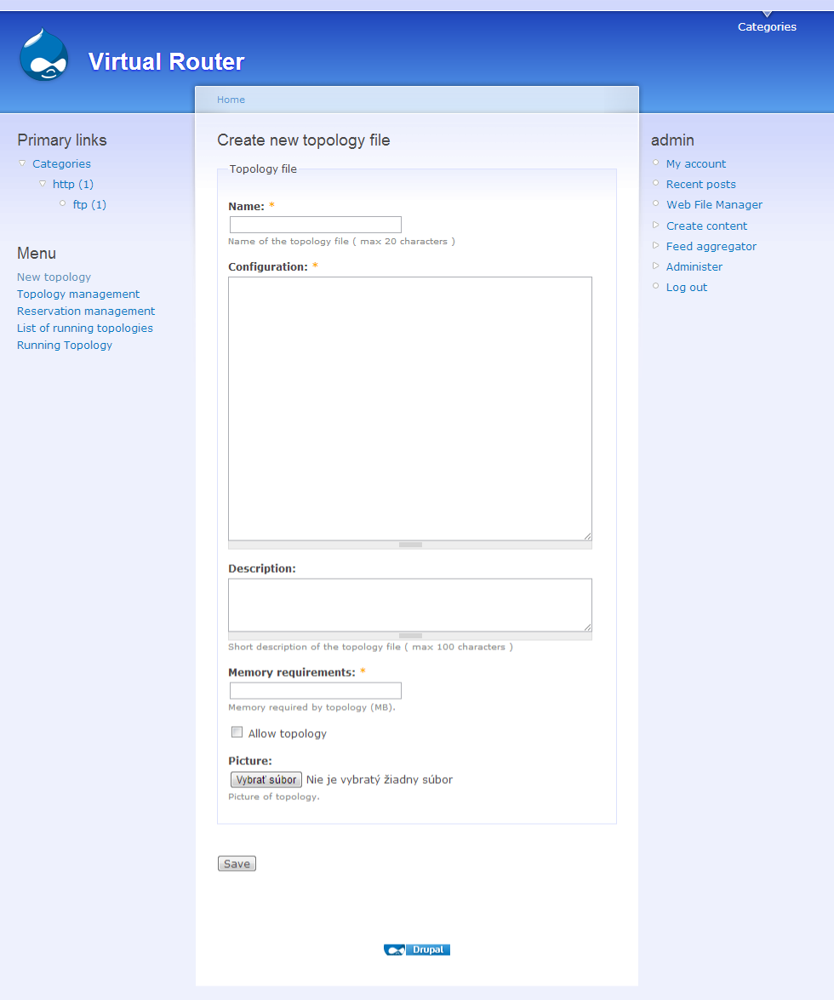 Categories
Virtual Router
Home
Primary links
Categories
http (1)
ftp (1)
Menu
New topology
Topology management
Reservation management
List of running topologies
Running Topology
Create new topology file
Topology file
Name: *
Name of the topology file ( max 20 characters )
Configuration: *
Description:
Short description of the topology file ( max 100 characters )
Memory requirements: *
Memory required by topology (MB).
Allow topology
Picture:
Vybrať súbor Nie je vybratý žiadny súbor
Picture of topology.
Save
Drupal
admin
My account
Recent posts
Web File Manager
Create content
Feed aggregator
Administer
Log out